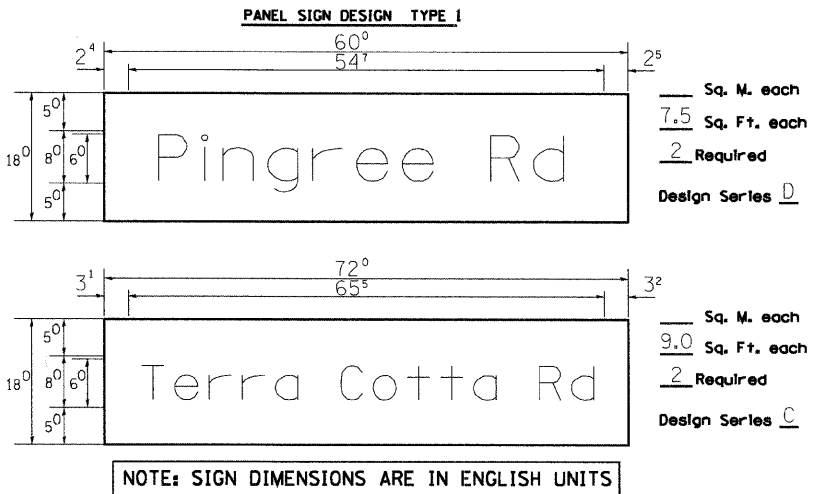 PANEL SIGN DESIGN TYPE 1
60⁰
2⁴ 54⁷ 2⁵
18⁰ 5⁰ 8⁰ 6⁰ 5⁰
Pingree Rd
___ Sq. M. each
7.5 Sq. Ft. each
2 Required
Design Series D
72⁰
3¹ 65⁵ 3²
18⁰ 5⁰ 8⁰ 6⁰ 5⁰
Terra Cotta Rd
___ Sq. M. each
9.0 Sq. Ft. each
2 Required
Design Series C
NOTE: SIGN DIMENSIONS ARE IN ENGLISH UNITS